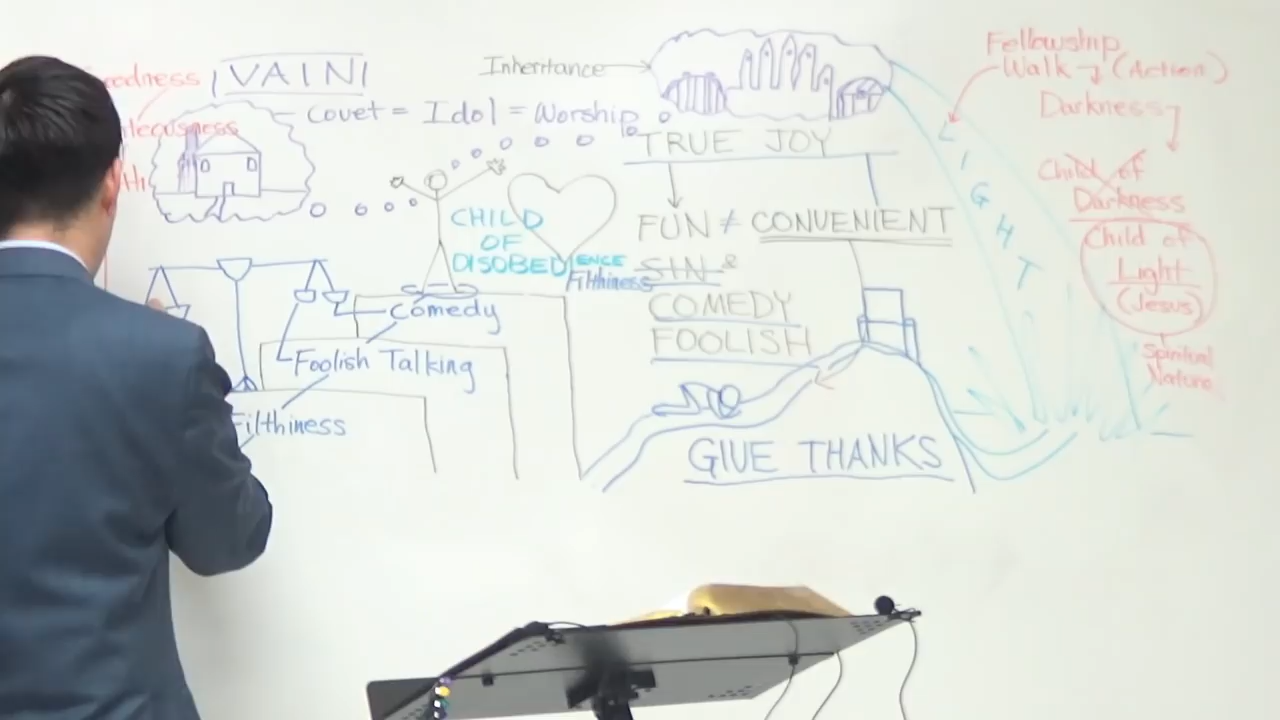 VAIN
Covet = Idol = Worship
Inheritance
TRUE JOY
FUN ≠ CONVENIENT
SIN &
COMEDY
FOOLISH
GIVE THANKS
CHILD
OF
DISOBEDIENCE
Filthiness
Comedy
Foolish Talking
Filthiness
LIGHT
Fellowship
Walk → (Action)
Darkness
Child of
Darkness
Child of
Light
(Jesus)
Spiritual
Nature